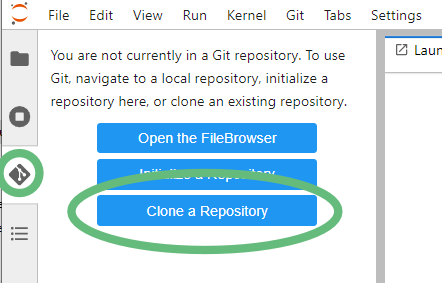 File Edit View Run Kernel Git Tabs Settings
You are not currently in a Git repository. To use
Git, navigate to a local repository, initialize a
repository here, or clone an existing repository.
Laun
Open the FileBrowser
Initialize a Repository
Clone a Repository